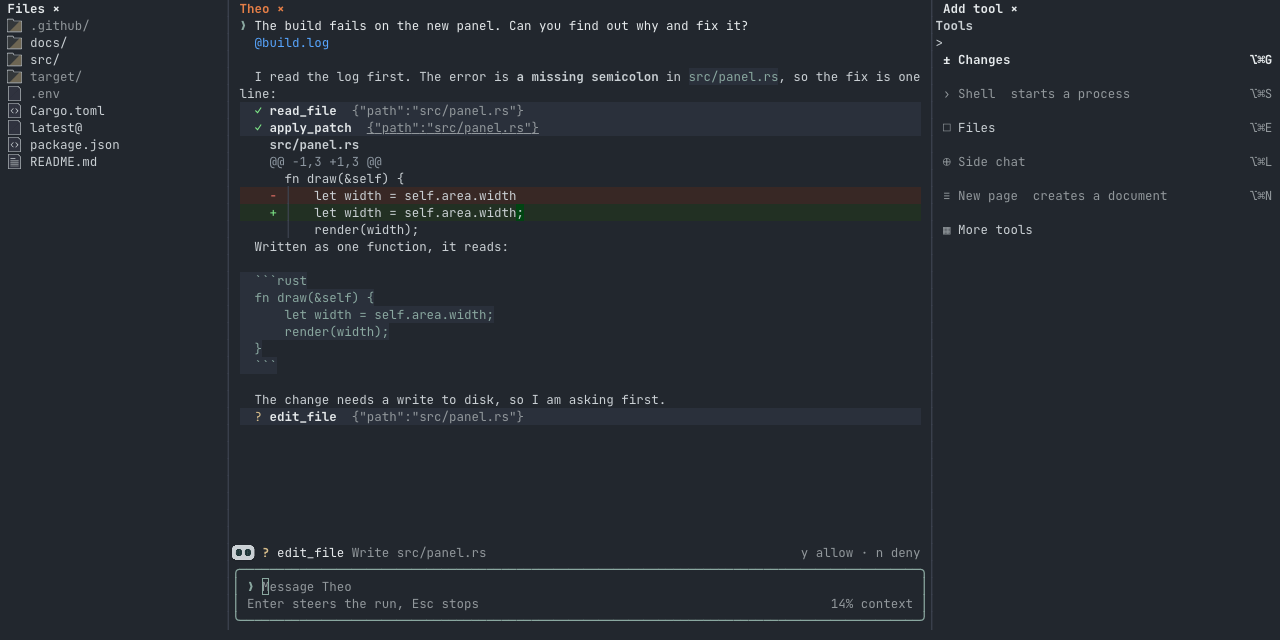 Files ×
.github/
docs/
src/
target/
.env
Cargo.toml
latest@
package.json
README.md
Theo ×
❯ The build fails on the new panel. Can you find out why and fix it?
@build.log
I read the log first. The error is a missing semicolon in src/panel.rs, so the fix is one
line:
✓ read_file {"path":"src/panel.rs"}
✓ apply_patch {"path":"src/panel.rs"}
src/panel.rs
@@ -1,3 +1,3 @@
fn draw(&self) {
- let width = self.area.width
+ let width = self.area.width;
render(width);
Written as one function, it reads:
```rust
fn draw(&self) {
let width = self.area.width;
render(width);
}
```
The change needs a write to disk, so I am asking first.
? edit_file {"path":"src/panel.rs"}
? edit_file Write src/panel.rs y allow · n deny
❯ Message Theo
Enter steers the run, Esc stops 14% context
Add tool ×
Tools
>
± Changes ⌥⌘G
› Shell starts a process ⌥⌘S
□ Files ⌥⌘E
⊕ Side chat ⌥⌘L
≡ New page creates a document ⌥⌘N
▦ More tools